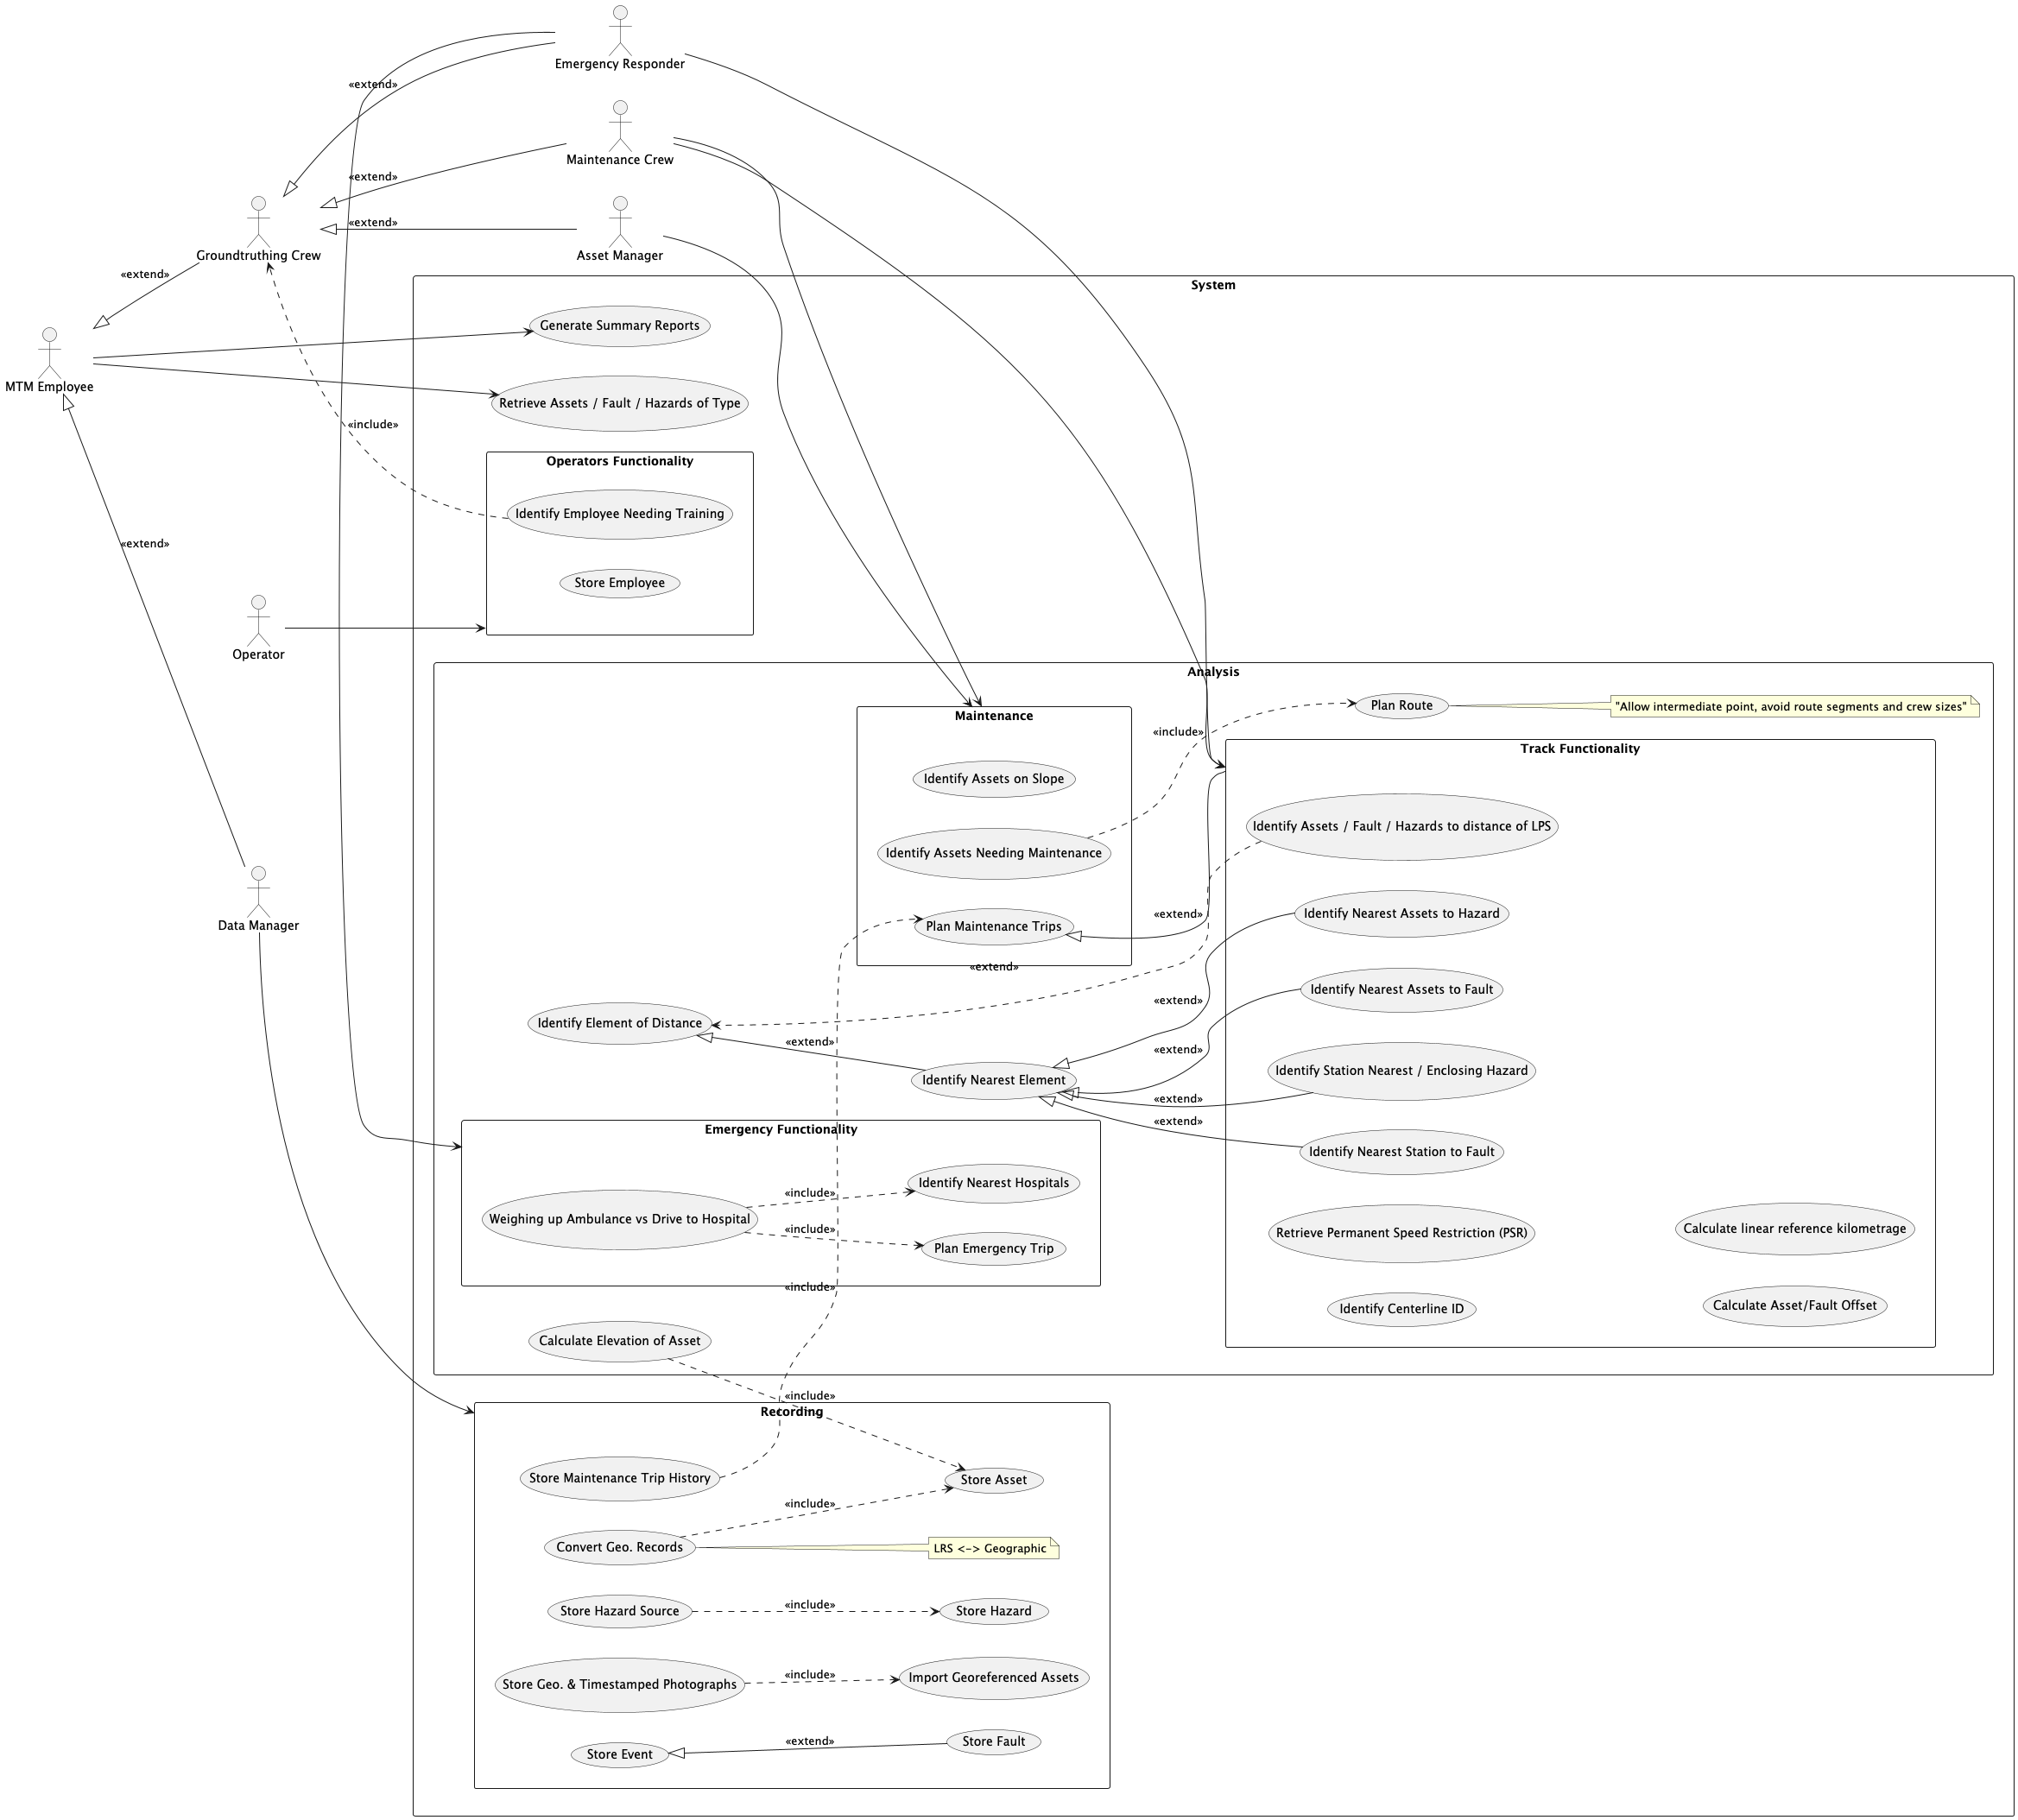 Emergency Responder
«extend»
Maintenance Crew
«extend»
«extend»
Groundtruthing Crew
Asset Manager
«extend»
System
Generate Summary Reports
MTM Employee
Retrieve Assets / Fault / Hazards of Type
«include»
Operators Functionality
Identify Employee Needing Training
«extend»
Store Employee
Operator
Analysis
Plan Route
"Allow intermediate point, avoid route segments and crew sizes"
Maintenance
«include»
Track Functionality
Identify Assets on Slope
Identify Assets / Fault / Hazards to distance of LPS
Identify Assets Needing Maintenance
«extend»
Identify Nearest Assets to Hazard
Data Manager
Plan Maintenance Trips
«extend»
Identify Nearest Assets to Fault
«extend»
Identify Element of Distance
«extend»
«extend»
Identify Station Nearest / Enclosing Hazard
Identify Nearest Element
«extend»
«extend»
Emergency Functionality
Identify Nearest Station to Fault
Identify Nearest Hospitals
«include»
Weighing up Ambulance vs Drive to Hospital
«include»
Plan Emergency Trip
Retrieve Permanent Speed Restriction (PSR)
Calculate linear reference kilometrage
«include»
Identify Centerline ID
Calculate Asset/Fault Offset
Calculate Elevation of Asset
«include»
Recording
Store Maintenance Trip History
Store Asset
«include»
Convert Geo. Records
LRS <-> Geographic
Store Hazard Source
«include»
Store Hazard
Store Geo. & Timestamped Photographs
«include»
Import Georeferenced Assets
Store Event
«extend»
Store Fault